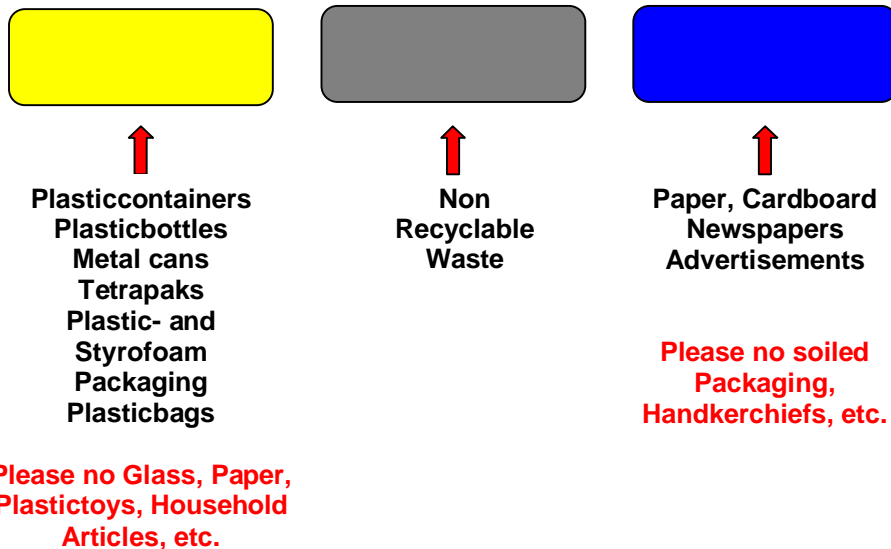 Plasticcontainers
Plasticbottles
Metal cans
Tetrapaks
Plastic- and
Styrofoam
Packaging
Plasticbags
Please no Glass, Paper,
Plastictoys, Household
Articles, etc.
Non
Recyclable
Waste
Paper, Cardboard
Newspapers
Advertisements
Please no soiled
Packaging,
Handkerchiefs, etc.